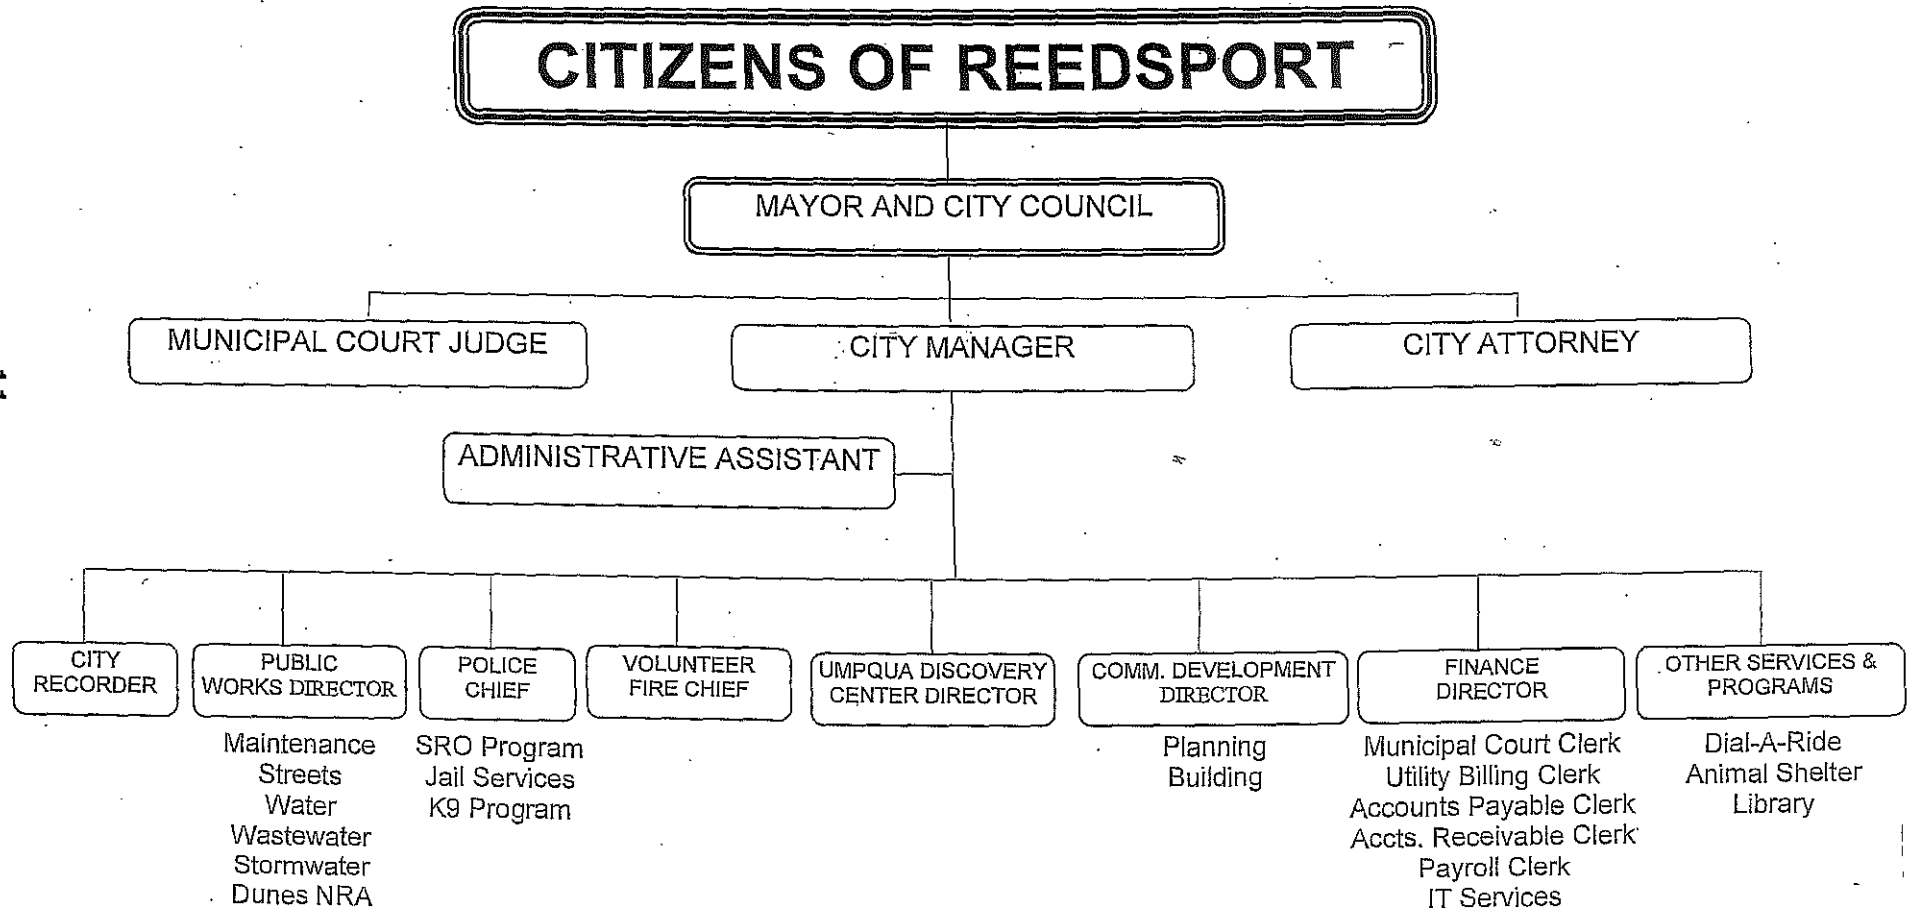 CITIZENS OF REEDSPORT
MAYOR AND CITY COUNCIL
MUNICIPAL COURT JUDGE
CITY MANAGER
CITY ATTORNEY
ADMINISTRATIVE ASSISTANT
CITY
RECORDER
PUBLIC
WORKS DIRECTOR
Maintenance
Streets
Water
Wastewater
Stormwater
Dunes NRA
POLICE
CHIEF
SRO Program
Jail Services
K9 Program
VOLUNTEER
FIRE CHIEF
UMPQUA DISCOVERY
CENTER DIRECTOR
COMM. DEVELOPMENT
DIRECTOR
Planning
Building
FINANCE
DIRECTOR
Municipal Court Clerk
Utility Billing Clerk
Accounts Payable Clerk
Accts. Receivable Clerk
Payroll Clerk
IT Services
OTHER SERVICES &
PROGRAMS
Dial-A-Ride
Animal Shelter
Library